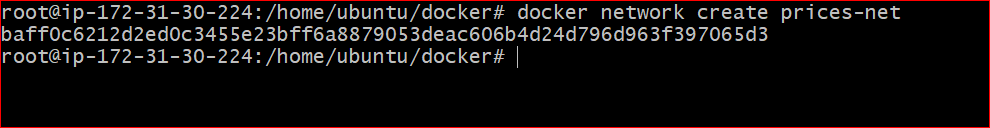 root@ip-172-31-30-224:/home/ubuntu/docker# docker network create prices-net
baff0c6212d2ed0c3455e23bff6a8879053deac606b4d24d796d963f397065d3
root@ip-172-31-30-224:/home/ubuntu/docker#